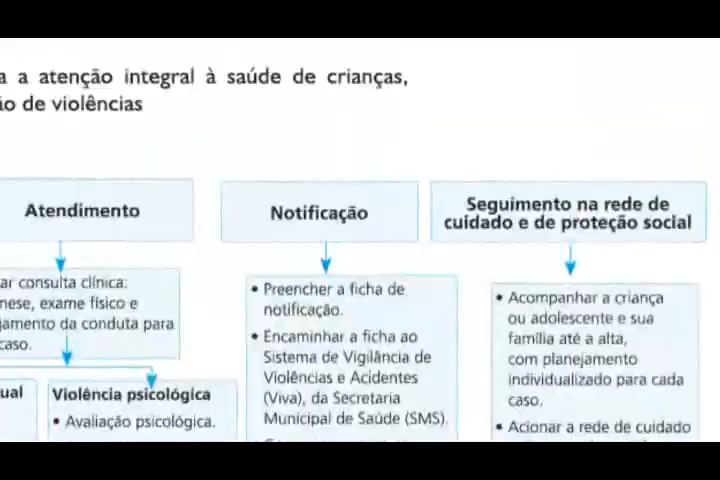 a a atenção integral à saúde de crianças,
ão de violências
Atendimento
ar consulta clínica:
nese, exame físico e
jamento da conduta para
caso.
ual
Violência psicológica
• Avaliação psicológica.
Notificação
• Preencher a ficha de
notificação.
• Encaminhar a ficha ao
Sistema de Vigilância de
Violências e Acidentes
(Viva), da Secretaria
Municipal de Saúde (SMS).
Seguimento na rede de
cuidado e de proteção social
• Acompanhar a criança
ou adolescente e sua
família até a alta,
com planejamento
individualizado para cada
caso.
• Acionar a rede de cuidado